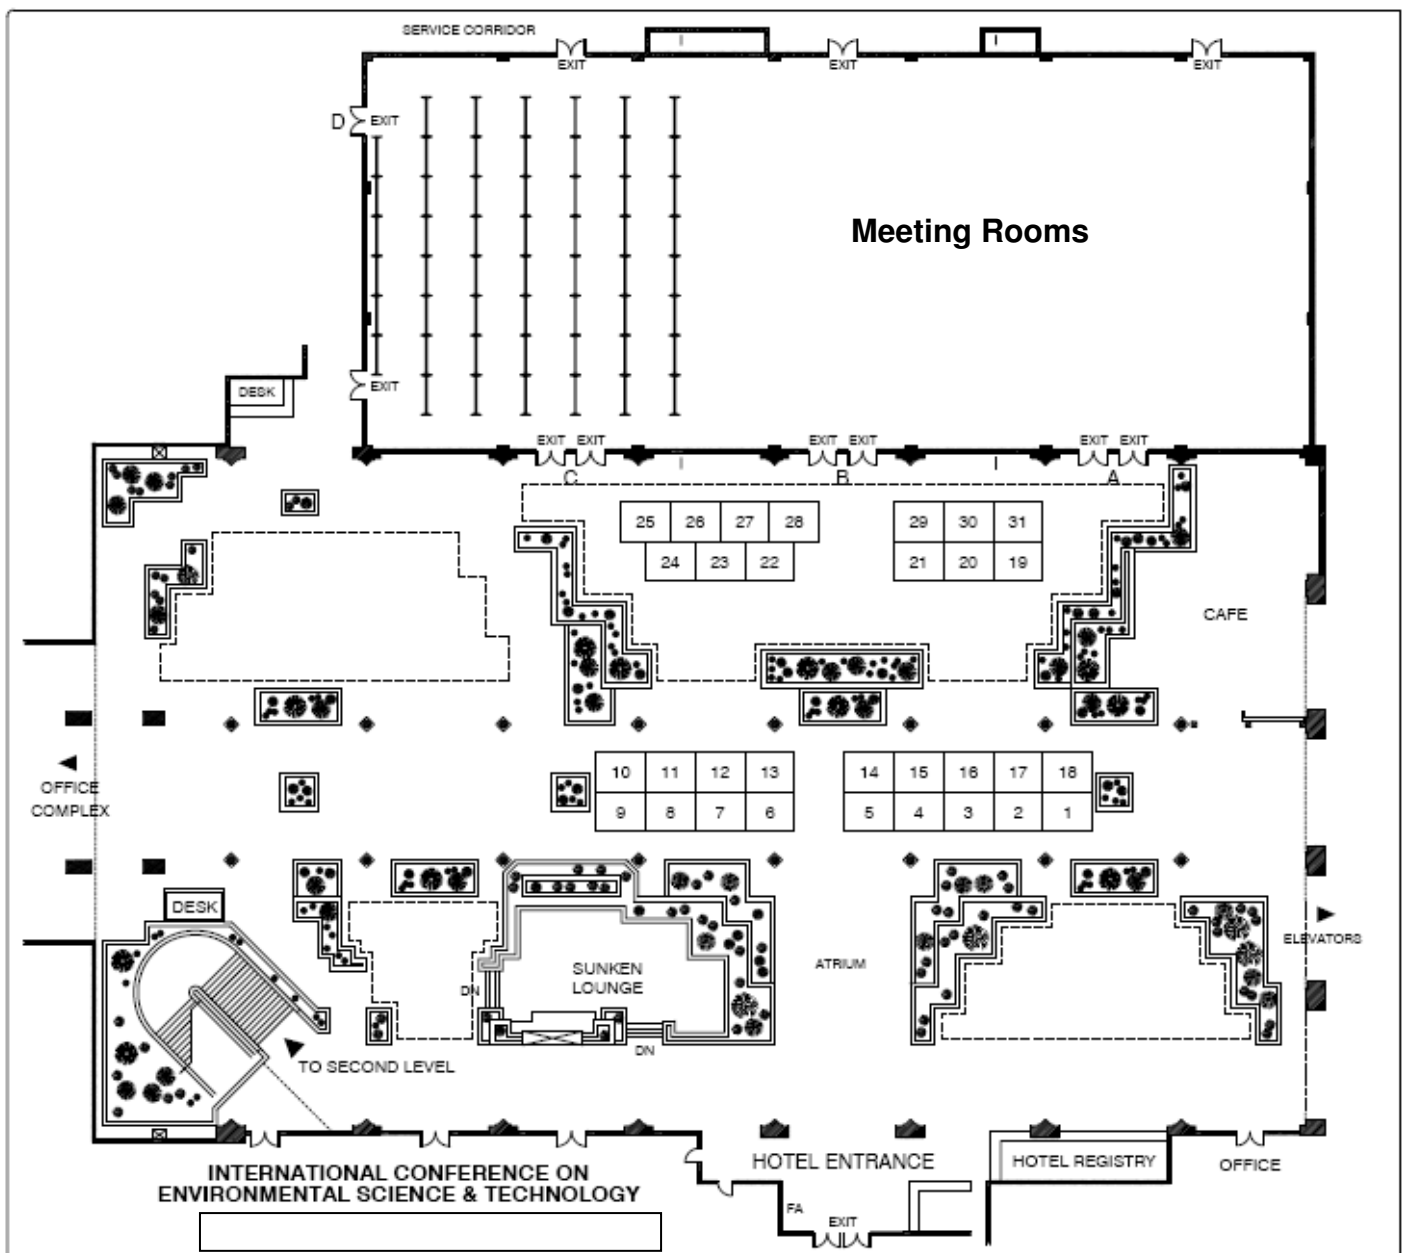 SERVICE CORRIDOR
EXIT
EXIT
EXIT
D
EXIT
Meeting Rooms
EXIT
DESK
EXIT EXIT
EXIT EXIT
EXIT EXIT
C
B
A
25 26 27 28
29 30 31
24 23 22
21 20 19
CAFE
10 11 12 13
14 15 16 17 18
9 8 7 6
5 4 3 2 1
OFFICE
COMPLEX
DESK
SUNKEN
LOUNGE
ATRIUM
ELEVATORS
DN
DN
TO SECOND LEVEL
HOTEL ENTRANCE
HOTEL REGISTRY
OFFICE
INTERNATIONAL CONFERENCE ON
ENVIRONMENTAL SCIENCE & TECHNOLOGY
FA
EXIT